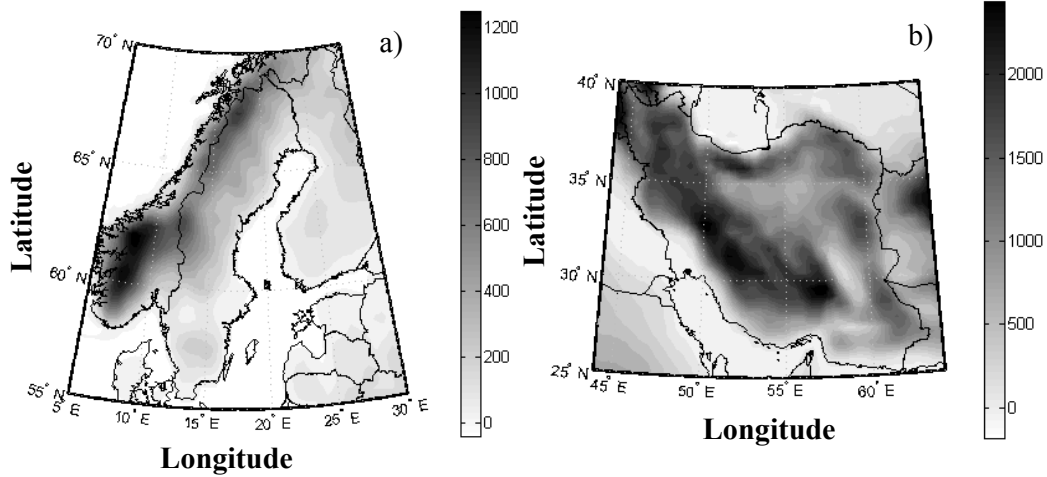 a)
70° N
65° N
60° N
55° N
5° E
10° E
15° E
20° E
25° E
30° E
Latitude
Longitude
1200
1000
800
600
400
200
0
b)
40° N
35° N
30° N
25° N
45° E
50° E
55° E
60° E
Latitude
Longitude
2000
1500
1000
500
0